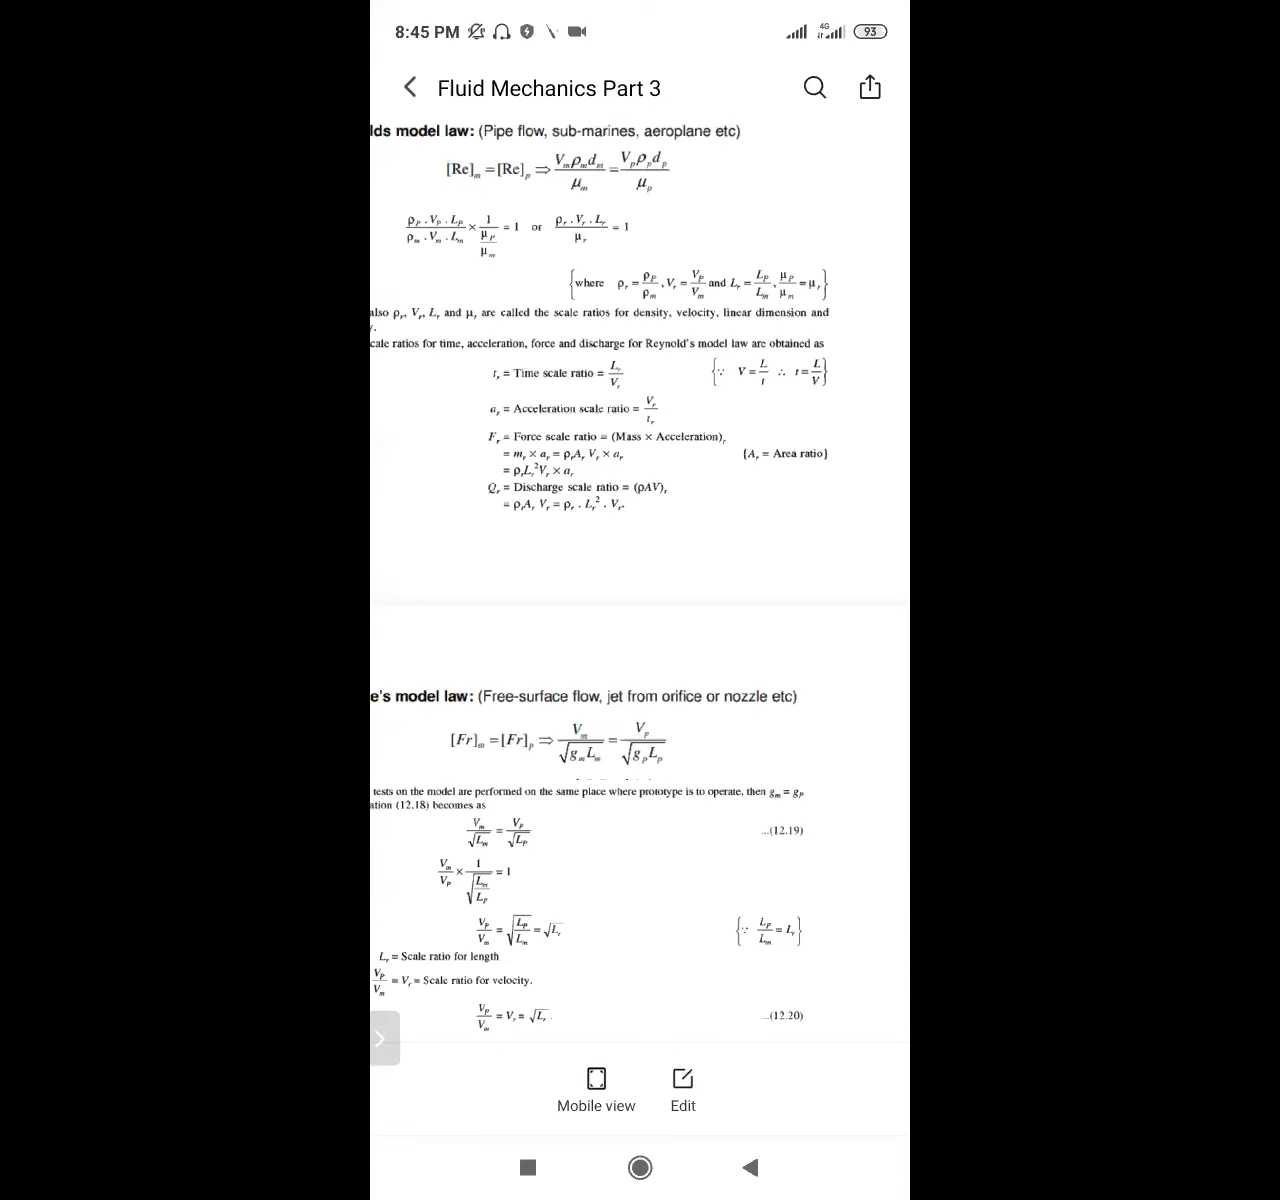 8:45 PM 4G 93
Fluid Mechanics Part 3
lds model law: (Pipe flow, sub-marines, aeroplane etc)
[Re]m = [Re]p ⇒ Vmρmdm/μm = Vpρpdp/μp
ρP . VP . LP / ρm . Vm . Lm × 1/(μP/μm) = 1 or ρr . Vr . Lr / μr = 1
{where ρr = ρP/ρm , Vr = VP/Vm and Lr = LP/Lm , μP/μm = μr}
also ρr, Vr, Lr and μr are called the scale ratios for density, velocity, linear dimension and
y.
cale ratios for time, acceleration, force and discharge for Reynold's model law are obtained as
tr = Time scale ratio = Lr/Vr {∵ V = L/t ∴ t = L/V}
ar = Acceleration scale ratio = Vr/tr
Fr = Force scale ratio = (Mass × Acceleration)r
= mr × ar = ρrAr Vr × ar {Ar = Area ratio}
= ρrLr²Vr × ar
Qr = Discharge scale ratio = (ρAV)r
= ρrAr Vr = ρr . Lr² . Vr.
e's model law: (Free-surface flow, jet from orifice or nozzle etc)
[Fr]m = [Fr]p ⇒ Vm/√gmLm = Vp/√gpLp
tests on the model are performed on the same place where prototype is to operate, then gm = gP
ation (12.18) becomes as
Vm/√Lm = VP/√LP ...(12.19)
Vm/VP × 1/√(Lm/LP) = 1
VP/Vm = √(LP/Lm) = √Lr {∵ LP/Lm = Lr}
Lr = Scale ratio for length
VP/Vm = Vr = Scale ratio for velocity.
VP/Vm = Vr = √Lr . ...(12.20)
Mobile view Edit